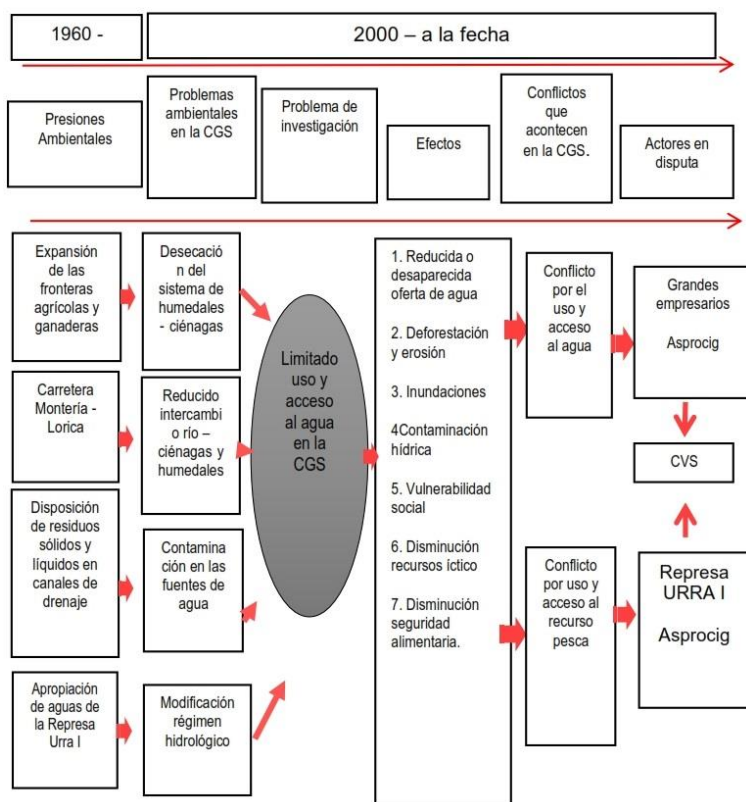 1960 -
2000 – a la fecha
Presiones
Ambientales
Problemas
ambientales
en la CGS
Problema de
investigación
Efectos
Conflictos
que
acontecen
en la CGS.
Actores en
disputa
Expansión
de las
fronteras
agrícolas y
ganaderas
Desecació
n del
sistema de
humedales
- ciénagas
Carretera
Montería -
Lorica
Reducido
intercambi
o río –
ciénagas y
humedales
Disposición
de residuos
sólidos y
líquidos en
canales de
drenaje
Contamina
ción en las
fuentes de
agua
Apropiación
de aguas de
la Represa
Urra I
Modificación
régimen
hidrológico
Limitado
uso y
acceso al
agua en la
CGS
1. Reducida o
desaparecida
oferta de agua
2. Deforestación
y erosión
3. Inundaciones
4Contaminación
hídrica
5. Vulnerabilidad
social
6. Disminución
recursos íctico
7. Disminución
seguridad
alimentaria.
Conflicto
por el
uso y
acceso
al agua
Grandes
empresarios
Asprocig
CVS
Conflicto
por uso y
acceso al
recurso
pesca
Represa
URRA I
Asprocig